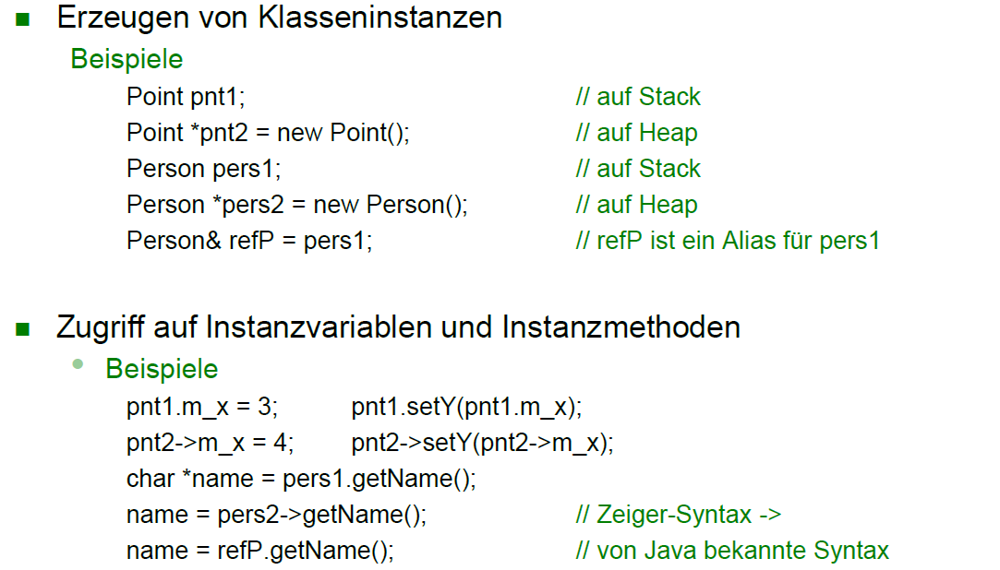 Erzeugen von Klasseninstanzen
Beispiele
Point pnt1; // auf Stack
Point *pnt2 = new Point(); // auf Heap
Person pers1; // auf Stack
Person *pers2 = new Person(); // auf Heap
Person& refP = pers1; // refP ist ein Alias für pers1
Zugriff auf Instanzvariablen und Instanzmethoden
Beispiele
pnt1.m_x = 3; pnt1.setY(pnt1.m_x);
pnt2->m_x = 4; pnt2->setY(pnt2->m_x);
char *name = pers1.getName();
name = pers2->getName(); // Zeiger-Syntax ->
name = refP.getName(); // von Java bekannte Syntax